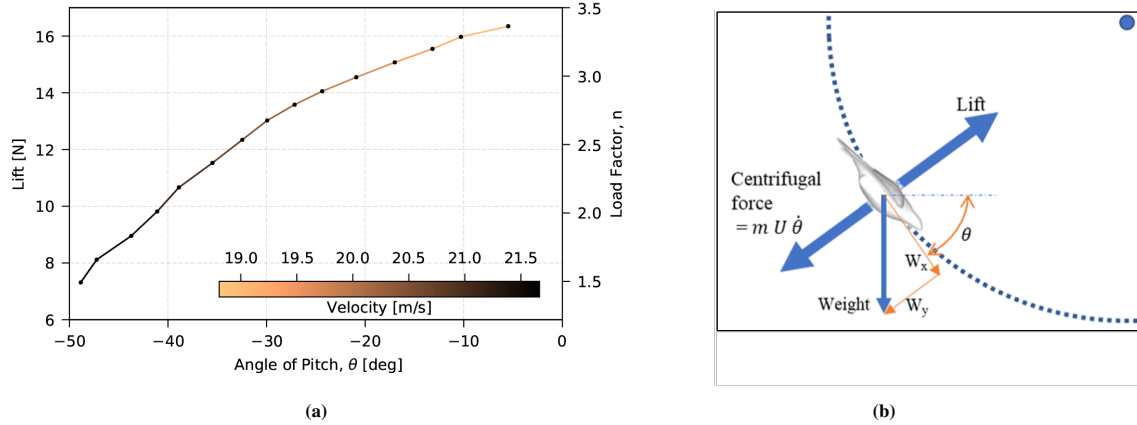 16
14
12
10
8
6
Lift [N]
3.5
3.0
2.5
2.0
1.5
Load Factor, n
19.0 19.5 20.0 20.5 21.0 21.5
Velocity [m/s]
−50 −40 −30 −20 −10 0
Angle of Pitch, θ [deg]
(a)
Lift
Centrifugal
force
= m U θ̇
θ
Wₓ
Weight
W_y
(b)